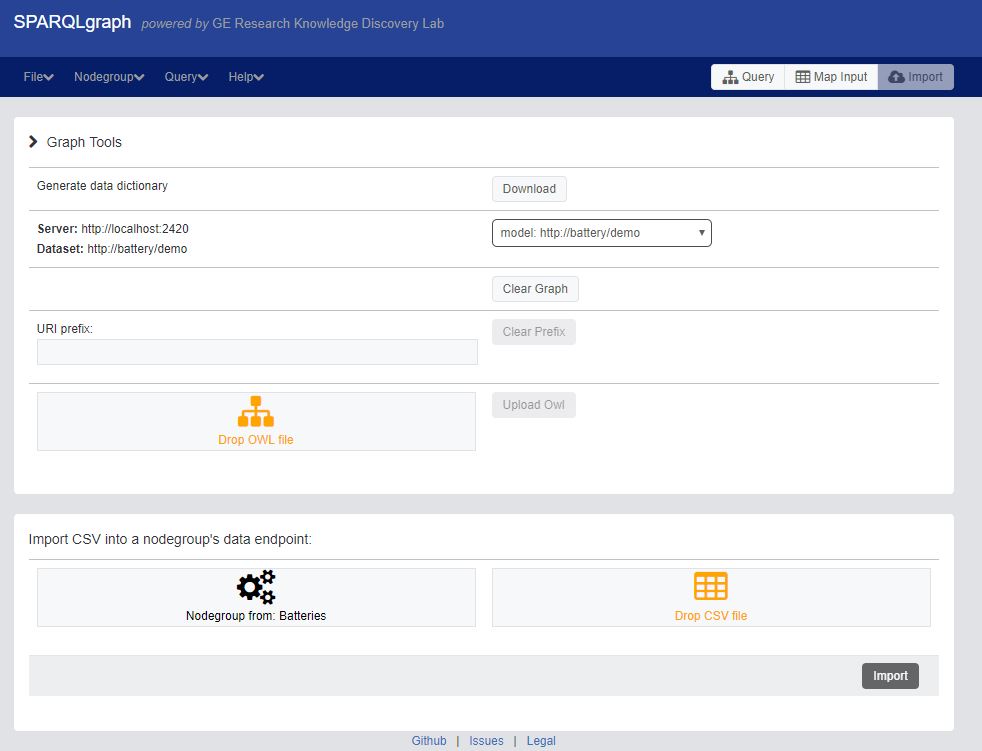 SPARQLgraph powered by GE Research Knowledge Discovery Lab
File Nodegroup Query Help Query Map Input Import
Graph Tools
Generate data dictionary Download
Server: http://localhost:2420
Dataset: http://battery/demo
model: http://battery/demo
Clear Graph
URI prefix:
Clear Prefix
Drop OWL file
Upload Owl
Import CSV into a nodegroup's data endpoint:
Nodegroup from: Batteries
Drop CSV file
Import
Github | Issues | Legal